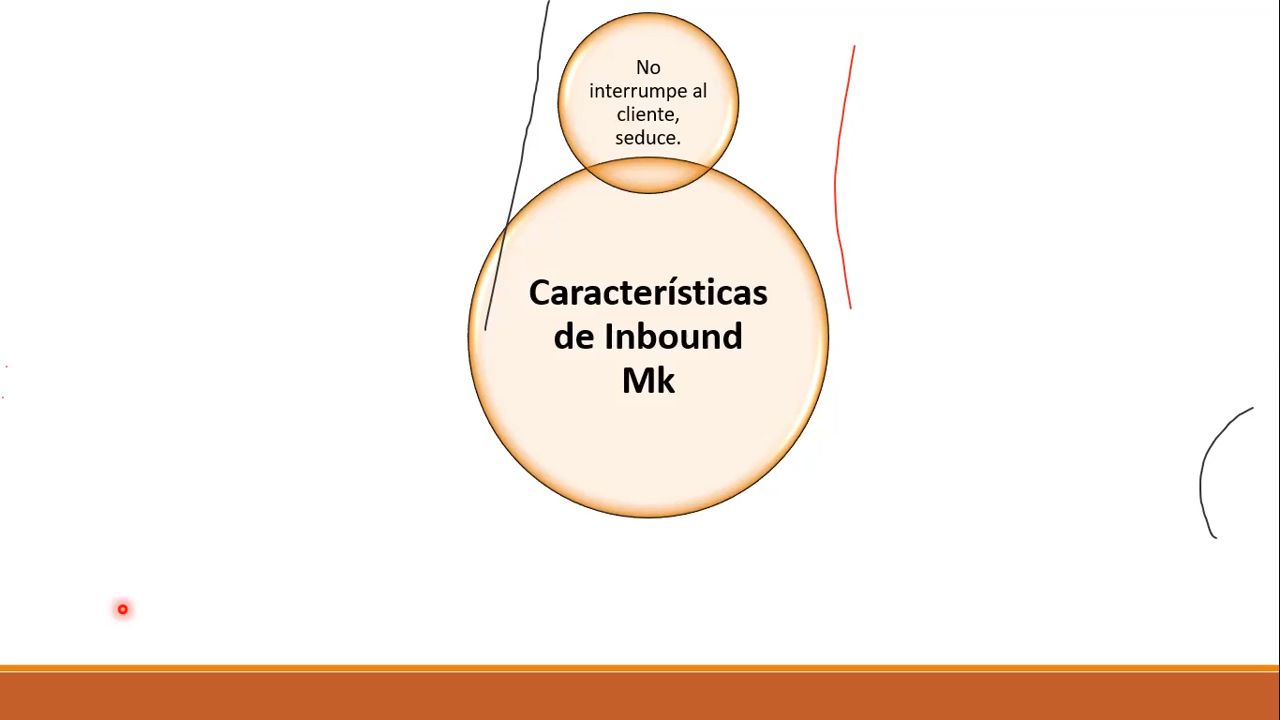 No
interrumpe al
cliente,
seduce.
Características
de Inbound
Mk